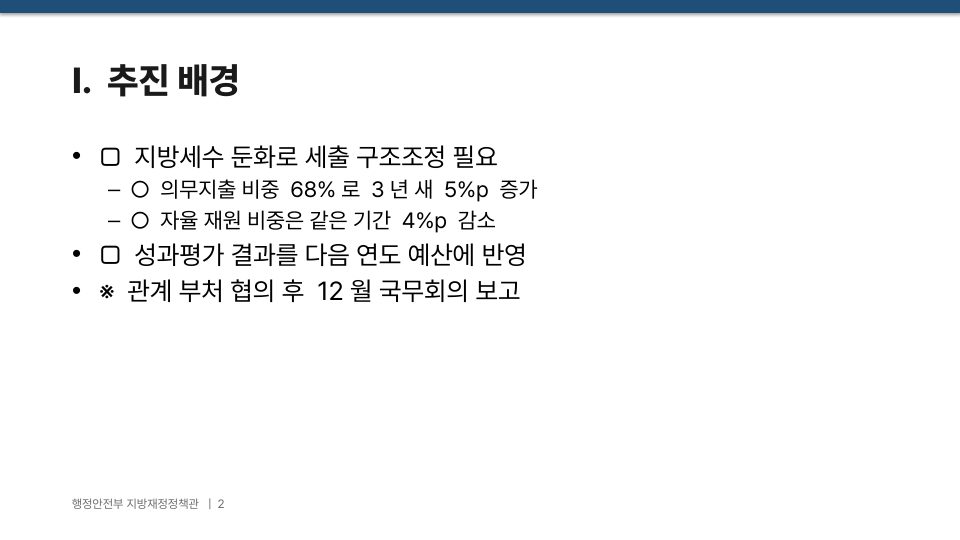 I. 추진 배경
• ▢ 지방세수 둔화로 세출 구조조정 필요
– ○ 의무지출 비중 68%로 3년 새 5%p 증가
– ○ 자율 재원 비중은 같은 기간 4%p 감소
• ▢ 성과평가 결과를 다음 연도 예산에 반영
• ※ 관계 부처 협의 후 12월 국무회의 보고
행정안전부 지방재정정책관 | 2